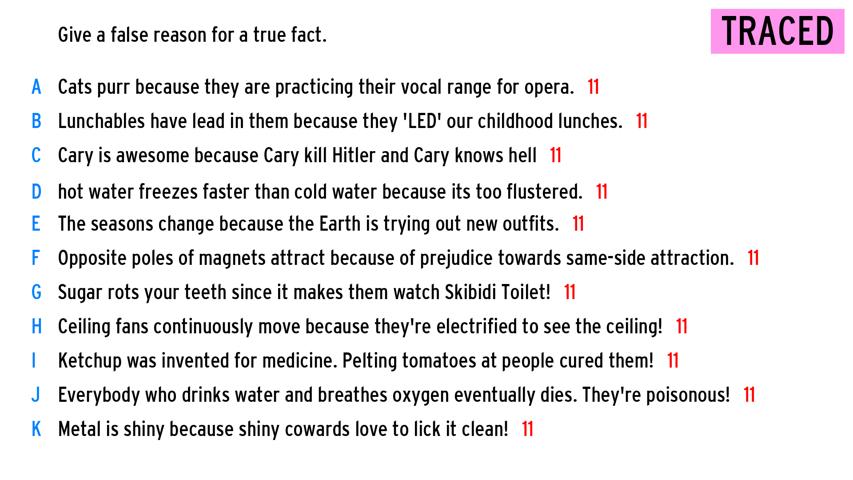 Give a false reason for a true fact.
TRACED
A Cats purr because they are practicing their vocal range for opera. 11
B Lunchables have lead in them because they 'LED' our childhood lunches. 11
C Cary is awesome because Cary kill Hitler and Cary knows hell 11
D hot water freezes faster than cold water because its too flustered. 11
E The seasons change because the Earth is trying out new outfits. 11
F Opposite poles of magnets attract because of prejudice towards same-side attraction. 11
G Sugar rots your teeth since it makes them watch Skibidi Toilet! 11
H Ceiling fans continuously move because they're electrified to see the ceiling! 11
I Ketchup was invented for medicine. Pelting tomatoes at people cured them! 11
J Everybody who drinks water and breathes oxygen eventually dies. They're poisonous! 11
K Metal is shiny because shiny cowards love to lick it clean! 11